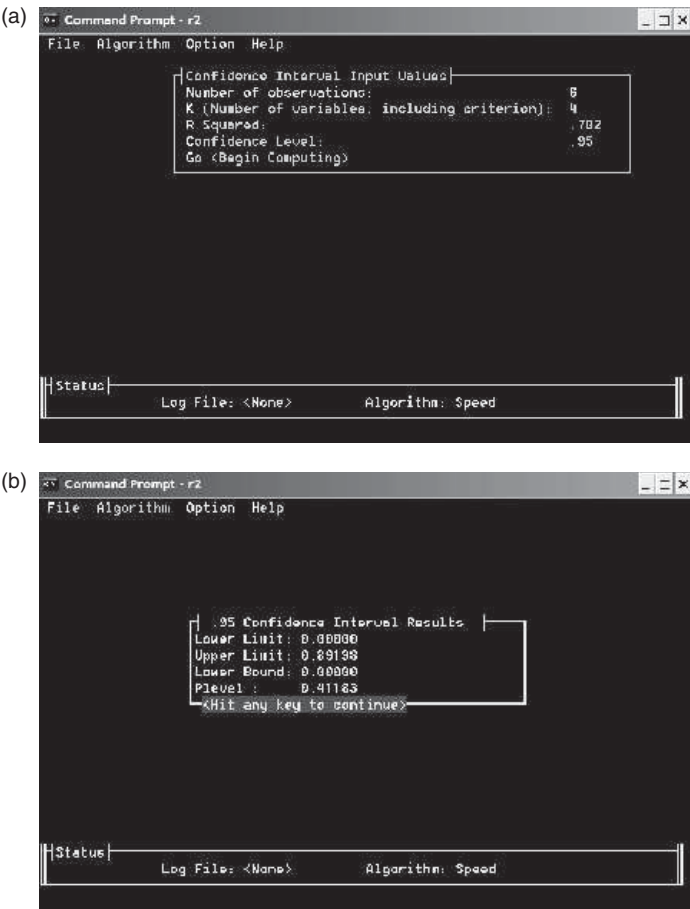 (a)
Command Prompt - r2
File Algorithm Option Help
Confidence Interval Input Values
Number of observations: 6
K (Number of variables, including criterion): 4
R Squared: .702
Confidence Level: .95
Go <Begin Computing>
Status
Log File: <None> Algorithm: Speed
(b)
Command Prompt - r2
File Algorithm Option Help
.95 Confidence Interval Results
Lower Limit: 0.00000
Upper Limit: 0.89198
Lower Bound: 0.00000
Plevel : 0.41183
<Hit any key to continue>
Status
Log File: <None> Algorithm: Speed